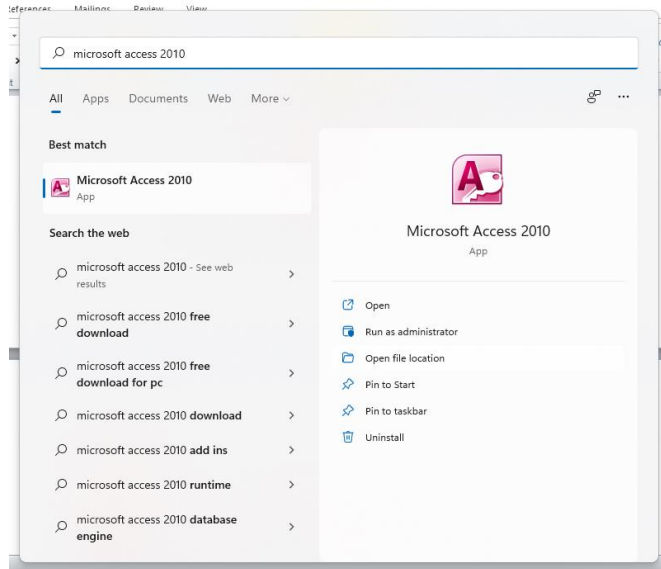 References Mailings Review View
microsoft access 2010
All Apps Documents Web More
Best match
Microsoft Access 2010
App
Search the web
microsoft access 2010 - See web
results
microsoft access 2010 free
download
microsoft access 2010 free
download for pc
microsoft access 2010 download
microsoft access 2010 add ins
microsoft access 2010 runtime
microsoft access 2010 database
engine
Microsoft Access 2010
App
Open
Run as administrator
Open file location
Pin to Start
Pin to taskbar
Uninstall